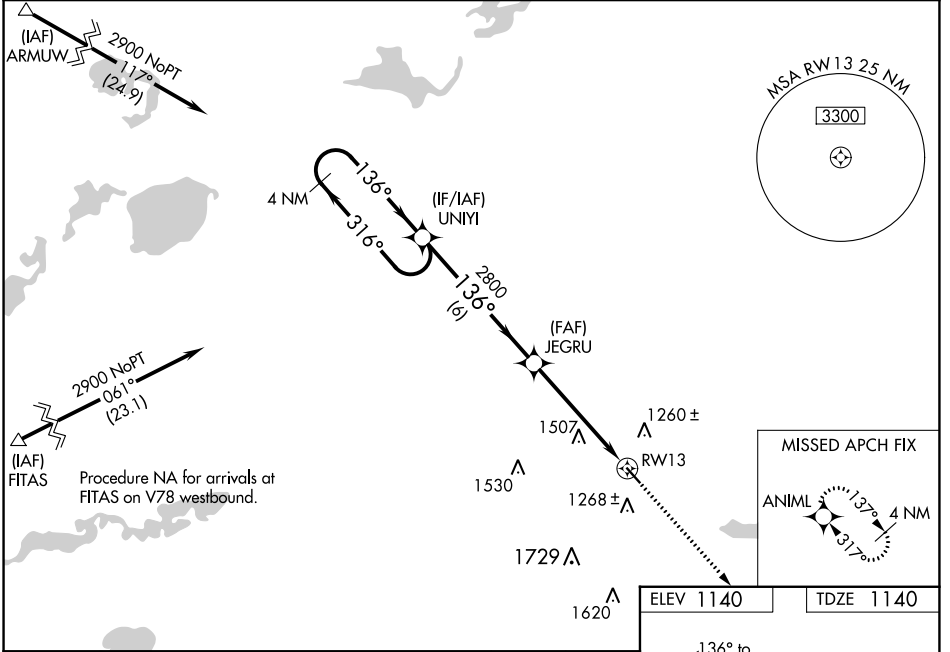 (IAF)
ARMUW
2900 NoPT
117°
(24.9)
MSA RW13 25 NM
3300
4 NM
136°
316°
(IF/IAF)
UNIYI
2800
136°
(6)
(FAF)
JEGRU
2900 NoPT
061°
(23.1)
(IAF)
FITAS
Procedure NA for arrivals at
FITAS on V78 westbound.
1507
1260 ±
RW13
1530
1268 ±
1729
1620
MISSED APCH FIX
ANIML
137°
4 NM
317°
ELEV 1140
TDZE 1140
136° to